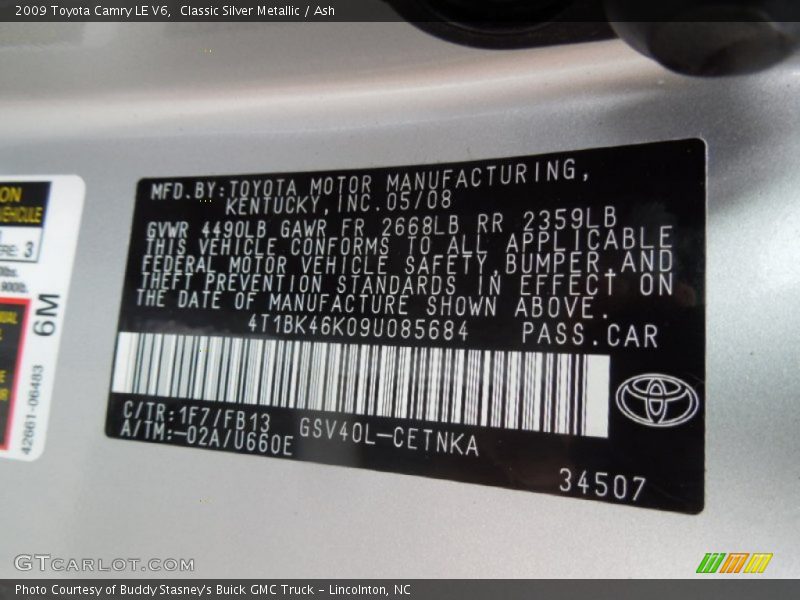 2009 Toyota Camry LE V6,  Classic Silver Metallic / Ash
MFD.BY:TOYOTA MOTOR MANUFACTURING,
KENTUCKY,INC.05/08
GVWR 4490LB GAWR FR 2668LB RR 2359LB
THIS VEHICLE CONFORMS TO ALL APPLICABLE
FEDERAL MOTOR VEHICLE SAFETY,BUMPER,AND
THEFT PREVENTION STANDARDS IN EFFECT ON
THE DATE OF MANUFACTURE SHOWN ABOVE.
4T1BK46K09U085684 PASS.CAR
C/TR:1F7/FB13
A/TM:-02A/U660E
GSV40L-CETNKA
34507
ON
VEHICLE
3
6M
42661-06483
GTCARLOT.COM
Photo Courtesy of Buddy Stasney's Buick GMC Truck - Lincolnton, NC